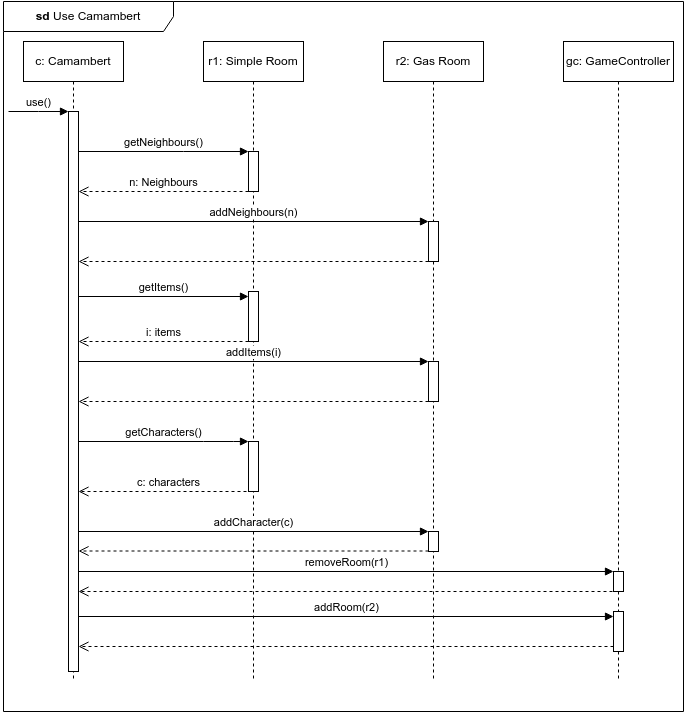 sd Use Camambert
c: Camambert
r1: Simple Room
r2: Gas Room
gc: GameController
use()
getNeighbours()
n: Neighbours
addNeighbours(n)
getItems()
i: items
addItems(i)
getCharacters()
c: characters
addCharacter(c)
removeRoom(r1)
addRoom(r2)